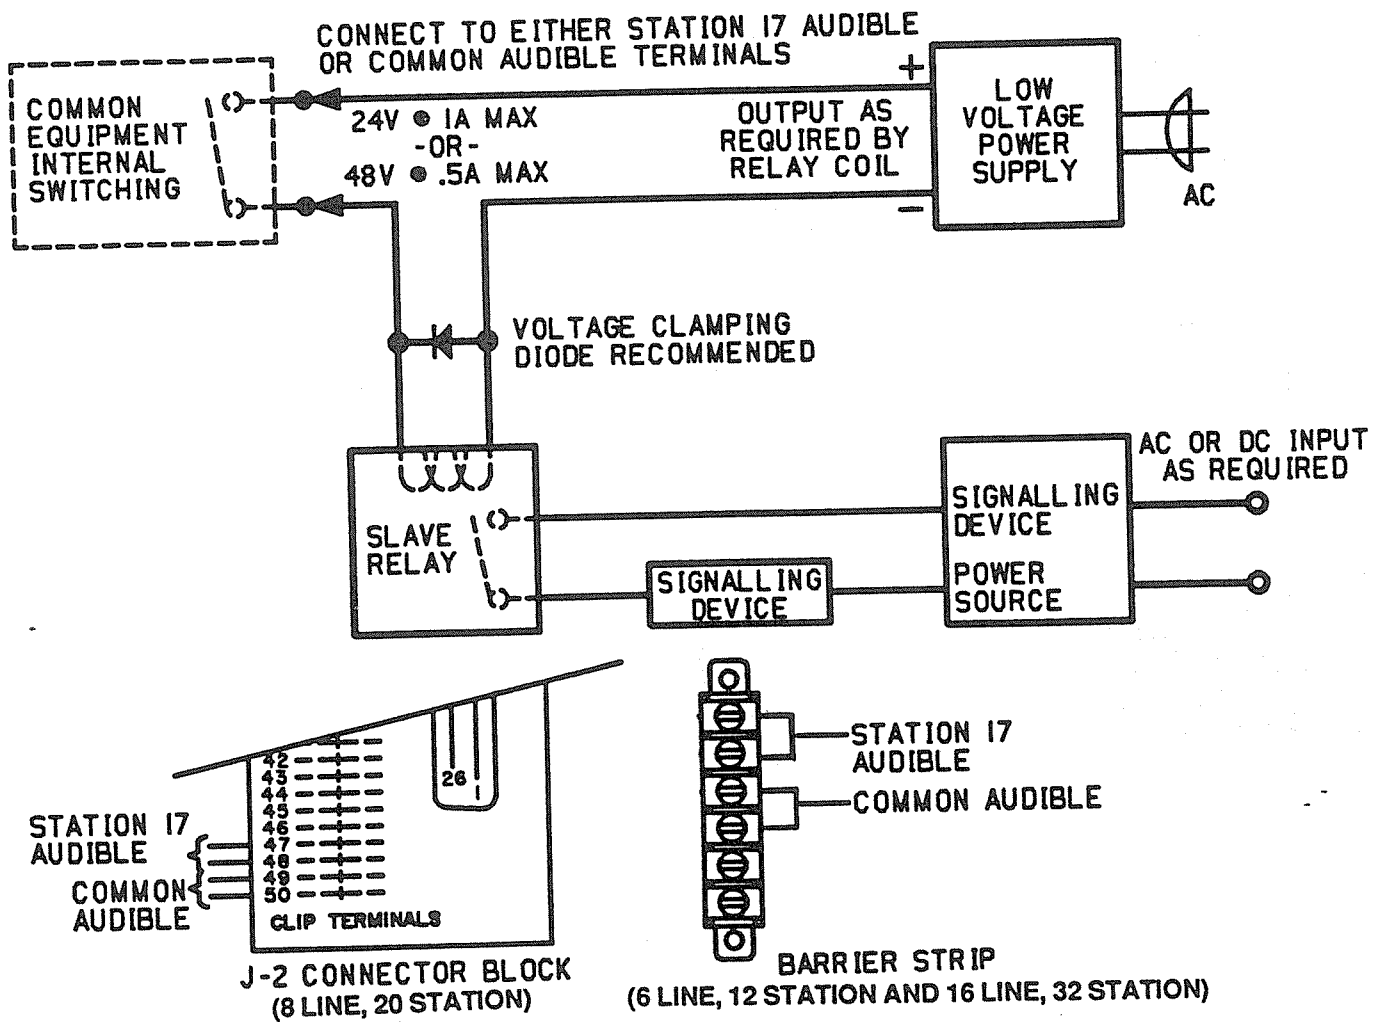 CONNECT TO EITHER STATION 17 AUDIBLE
OR COMMON AUDIBLE TERMINALS
COMMON
EQUIPMENT
INTERNAL
SWITCHING
24V ● 1A MAX
-OR-
48V ● .5A MAX
+
OUTPUT AS
REQUIRED BY
RELAY COIL
−
LOW
VOLTAGE
POWER
SUPPLY
AC
VOLTAGE CLAMPING
DIODE RECOMMENDED
SLAVE
RELAY
SIGNALLING
DEVICE
SIGNALLING
DEVICE
POWER
SOURCE
AC OR DC INPUT
AS REQUIRED
42
43
44
45
46
47
48
49
50
26
1
STATION 17
AUDIBLE
COMMON
AUDIBLE
CLIP TERMINALS
J-2 CONNECTOR BLOCK
(8 LINE, 20 STATION)
STATION 17
AUDIBLE
COMMON AUDIBLE
BARRIER STRIP
(6 LINE, 12 STATION AND 16 LINE, 32 STATION)